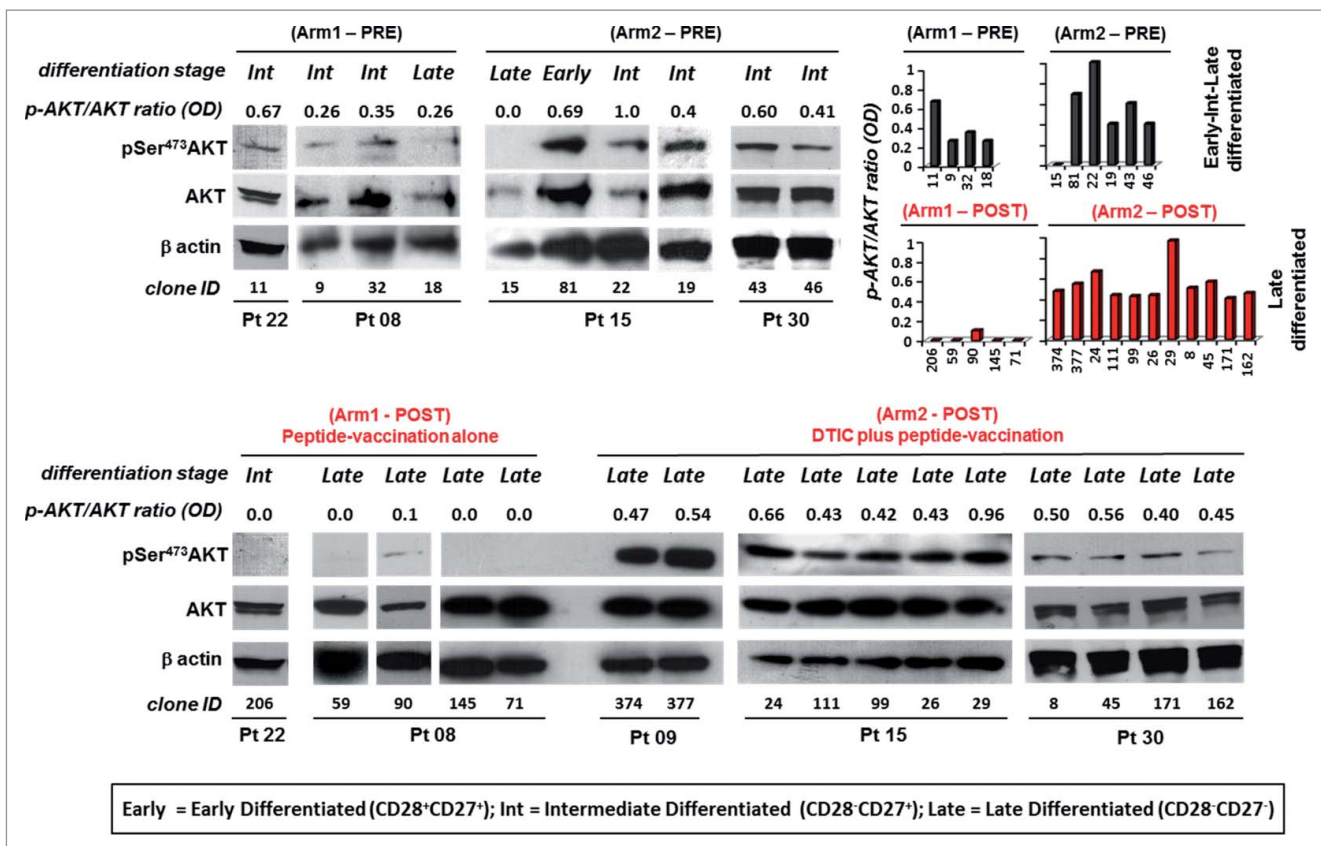 (Arm1 – PRE) (Arm2 – PRE)
differentiation stage Int Int Int Late Late Early Int Int Int Int
p-AKT/AKT ratio (OD) 0.67 0.26 0.35 0.26 0.0 0.69 1.0 0.4 0.60 0.41
pSer473AKT
AKT
β actin
clone ID 11 9 32 18 15 81 22 19 43 46
Pt 22 Pt 08 Pt 15 Pt 30
(Arm1 – PRE) (Arm2 – PRE)
p-AKT/AKT ratio (OD)
1
0.8
0.6
0.4
0.2
0
11 9 32 18 15 81 22 19 43 46
Early-Int-Late
differentiated
(Arm1 – POST) (Arm2 – POST)
1
0.8
0.6
0.4
0.2
0
206 59 90 145 71 374 377 24 111 99 26 29 8 45 171 162
Late
differentiated
(Arm1 - POST) (Arm2 - POST)
Peptide-vaccination alone DTIC plus peptide-vaccination
differentiation stage Int Late Late Late Late Late Late Late Late Late Late Late Late Late Late Late
p-AKT/AKT ratio (OD) 0.0 0.0 0.1 0.0 0.0 0.47 0.54 0.66 0.43 0.42 0.43 0.96 0.50 0.56 0.40 0.45
pSer473AKT
AKT
β actin
clone ID 206 59 90 145 71 374 377 24 111 99 26 29 8 45 171 162
Pt 22 Pt 08 Pt 09 Pt 15 Pt 30
Early = Early Differentiated (CD28+CD27+); Int = Intermediate Differentiated (CD28-CD27+); Late = Late Differentiated (CD28-CD27-)